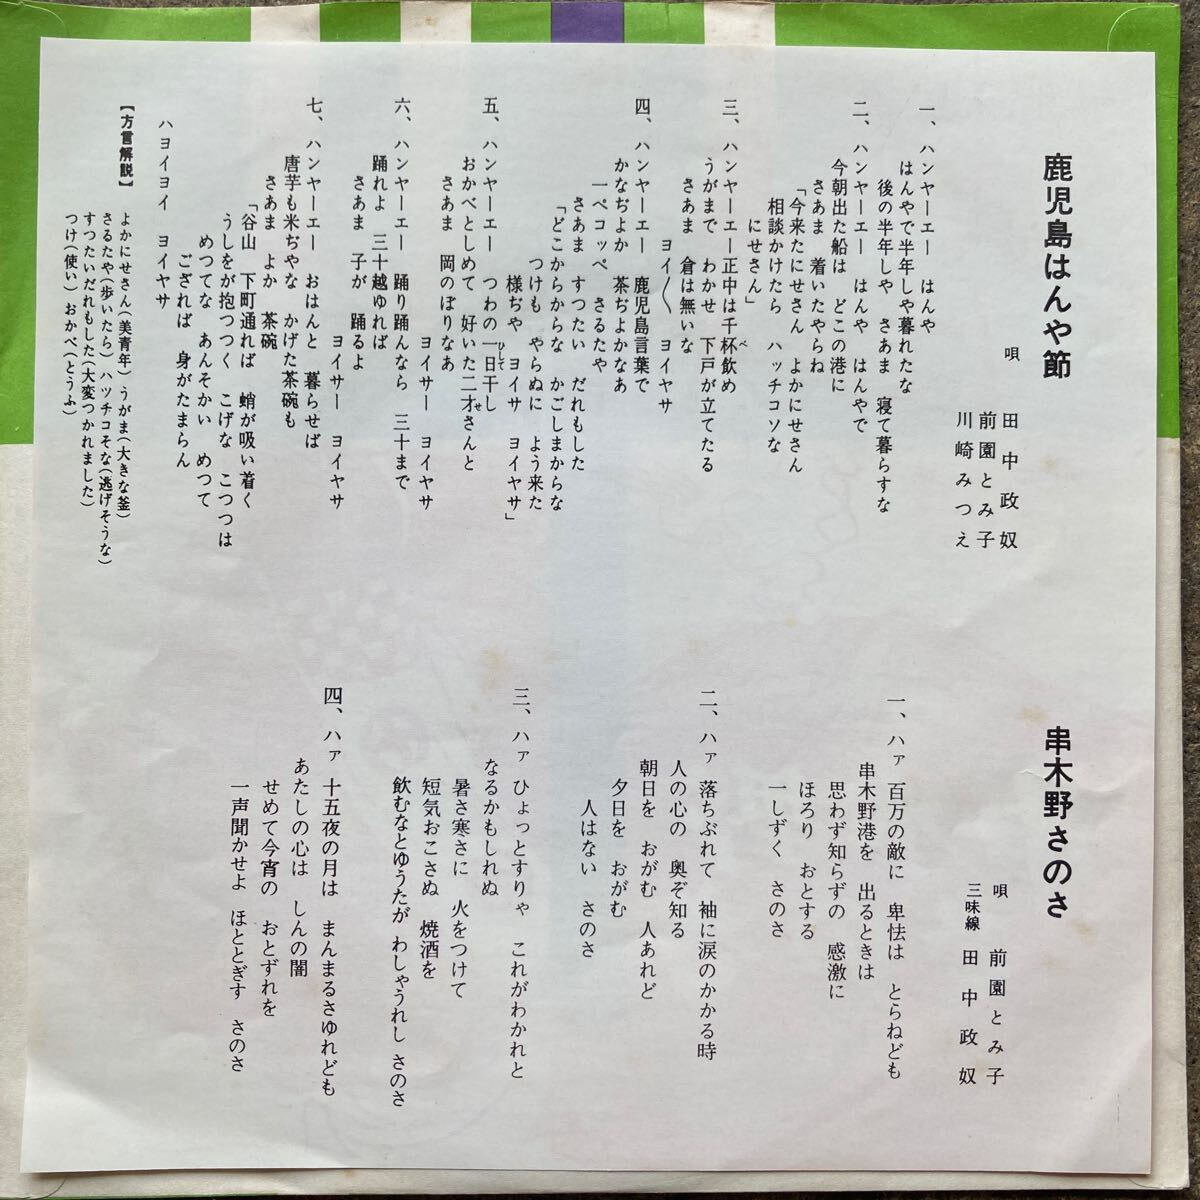 鹿児島はんや節
唄
田中政奴
前園とみ子
川崎みつえ
一、ハンヤーエー はんや
はんやで半年しや暮れたな
後の半年しや さあま 寝て暮らすな
二、ハンヤーエー はんや はんやで
今朝出た船は どこの港に
さあま 着いたやらね
「今来たにせさん よかにせさん
相談かけたら ハッチコソな
にせさん」
三、ハンヤーエー正中は千杯飲め
うがまで わかせ 下戸が立てたる
さあま 倉は無いな
ヨイ〳〵 ヨイヤサ
四、ハンヤーエー 鹿児島言葉で
かなぢよか 茶ぢよかなあ
一ペコッペ さるたや
さあま すつたい だれもした
「どこからからな かごしまからな
つけも やらぬに よう来た
様ぢや ヨイサ ヨイヤサ」
五、ハンヤーエー つわの一日干し
おかべとしめて 好いた二才さんと
さあま 岡のぼりなあ
ヨイサー ヨイヤサ
六、ハンヤーエー 踊り踊んなら 三十まで
踊れよ 三十越ゆれば
さあま 子が 踊るよ
ヨイサー ヨイヤサ
七、ハンヤーエー おはんと 暮らせば
唐芋も米ぢやな かげた茶碗も
さあま よか 茶碗
「谷山 下町通れば 蛸が吸い着く
うしをが抱つつく こげな こつつは
めつてな あんそかい めつて
ござれば 身がたまらん
ハヨイヨイ ヨイヤサ
【方言解説】
よかにせさん(美青年) うがま(大きな釜)
さるたや(歩いたら) ハッチコそな(逃げそうな)
すつたいだれもした(大変つかれました)
つけ(使い) おかべ(とうふ)
串木野さのさ
唄 前園とみ子
三味線 田中政奴
一、ハァ 百万の敵に 卑怯は とらねども
串木野港を 出るときは
思わず知らずの 感激に
ほろり おとする
一しずく さのさ
二、ハァ 落ちぶれて 袖に涙のかかる時
人の心の 奥ぞ知る
朝日を おがむ 人あれど
夕日を おがむ
人はない さのさ
三、ハァ ひょっとすりゃ これがわかれと
なるかもしれぬ
暑さ寒さに 火をつけて
短気おこさぬ 焼酒を
飲むなとゆうたが わしゃうれし さのさ
四、ハァ 十五夜の月は まんまるさゆれども
あたしの心は しんの闇
せめて今宵の おとずれを
一声聞かせよ ほととぎす さのさ